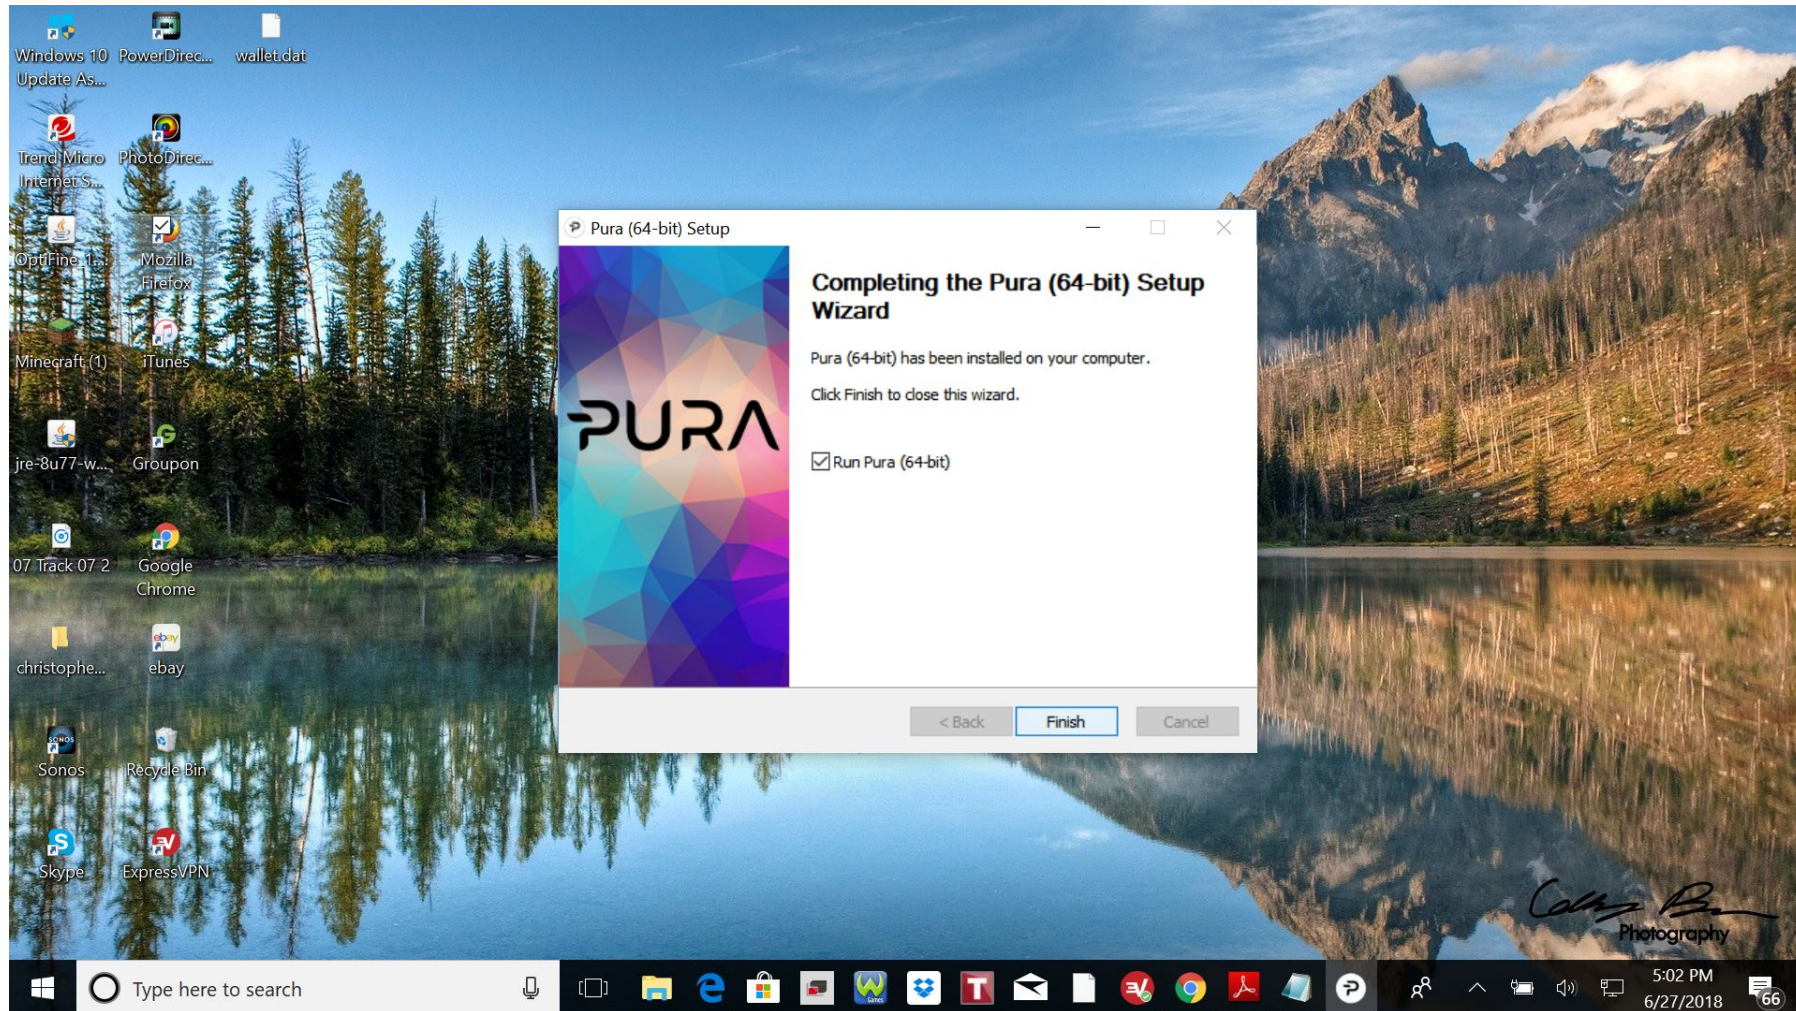 Windows 10
Update As...
PowerDirec...
wallet.dat
Trend Micro
Internet S...
PhotoDirec...
OptiFine_1...
Mozilla
Firefox
Minecraft (1)
iTunes
jre-8u77-w...
Groupon
07 Track 07 2
Google
Chrome
christophe...
ebay
ebay
SONOS
Sonos
Recycle Bin
Skype
ExpressVPN
Pura (64-bit) Setup
PURA
Completing the Pura (64-bit) Setup
Wizard
Pura (64-bit) has been installed on your computer.
Click Finish to close this wizard.
Run Pura (64-bit)
< Back
Finish
Cancel
Photography
Type here to search
Games
5:02 PM
6/27/2018
66